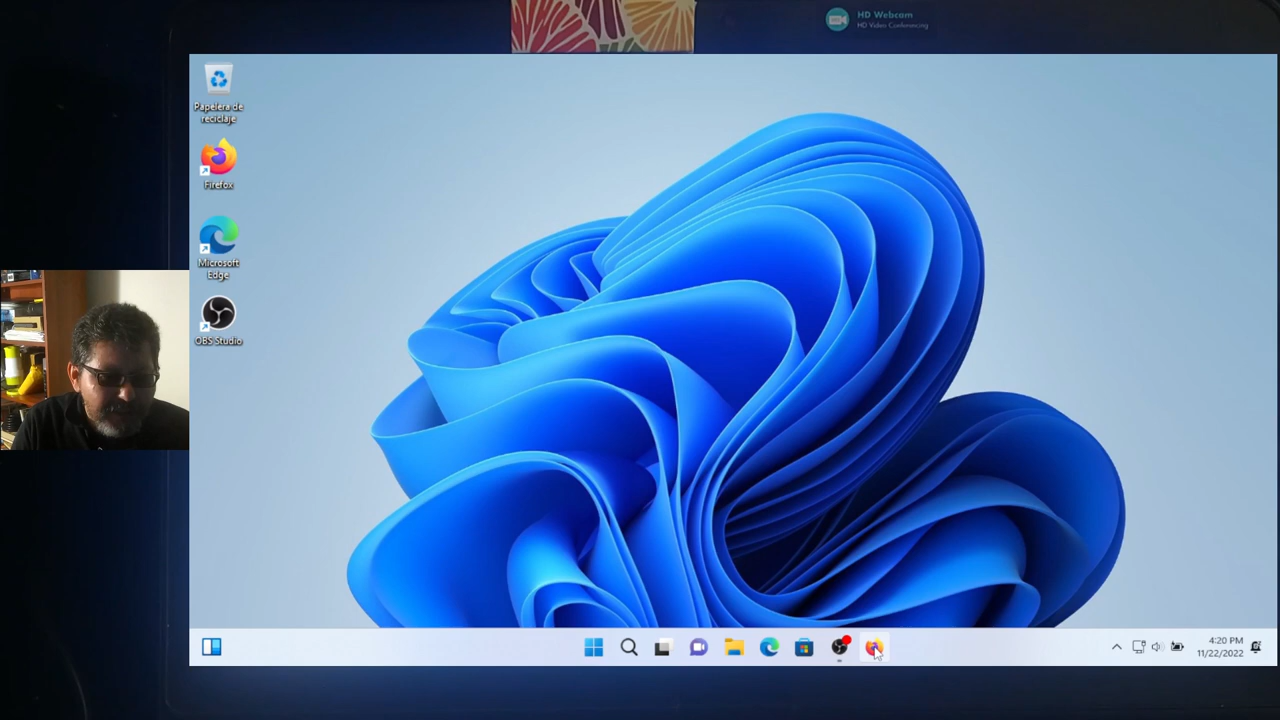 HD Webcam
HD Video Conferencing
Papelera de
reciclaje
Firefox
Microsoft
Edge
OBS Studio
4:20 PM
11/22/2022